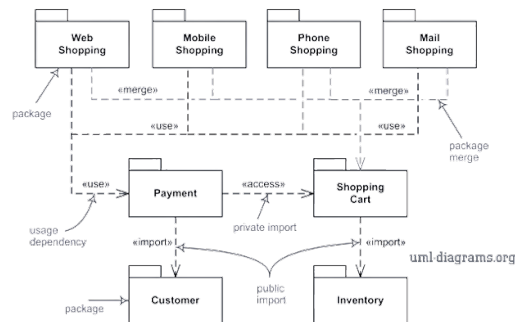 Web
Shopping
Mobile
Shopping
Phone
Shopping
Mail
Shopping
«merge»
«merge»
package
«use»
«use»
package
merge
«use»
Payment
«access»
Shopping
Cart
usage
dependency
private import
«import»
«import»
uml-diagrams.org
package
Customer
public
import
Inventory